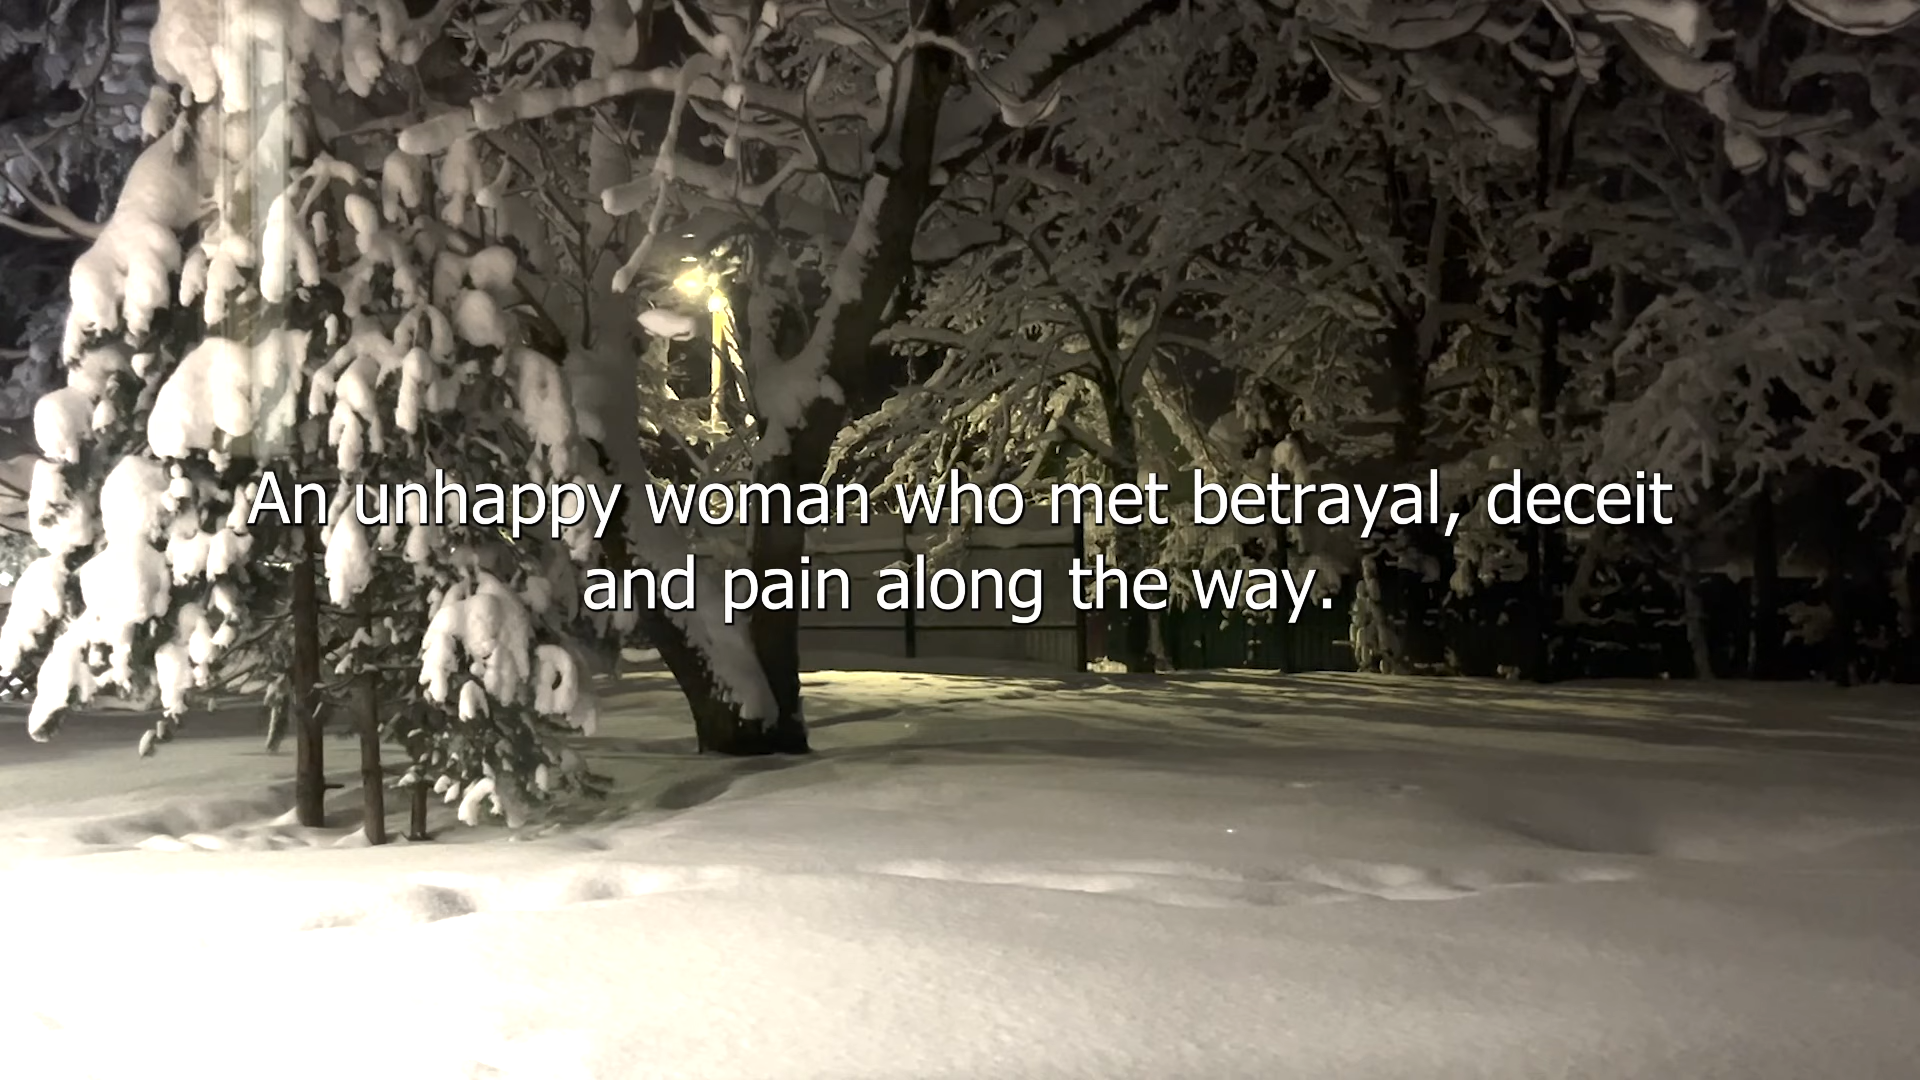 An unhappy woman who met betrayal, deceit
and pain along the way.